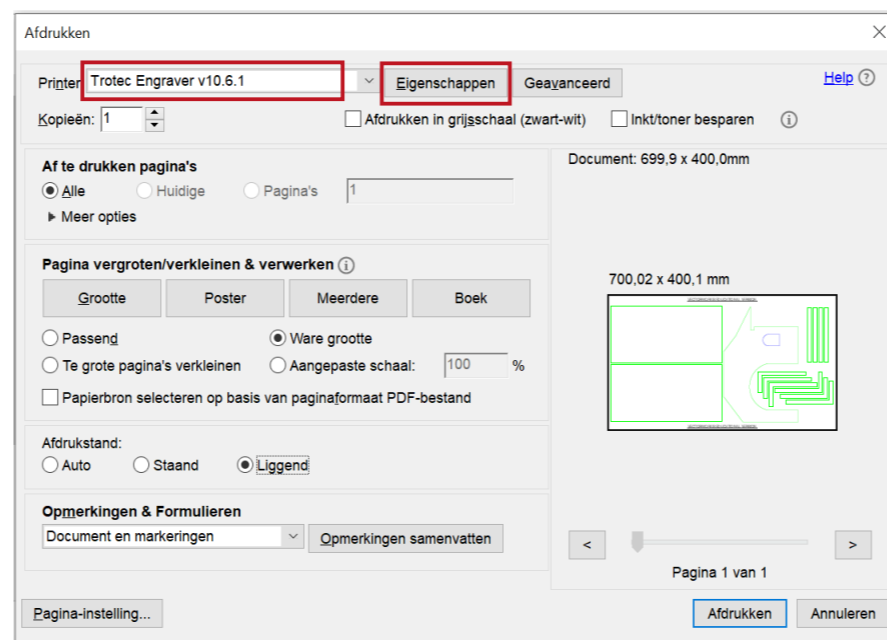 Afdrukken
Printer Trotec Engraver v10.6.1 Eigenschappen Geavanceerd Help ?
Kopieën: 1 Afdrukken in grijsschaal (zwart-wit) Inkt/toner besparen i
Af te drukken pagina's
Alle Huidige Pagina's 1
Meer opties
Pagina vergroten/verkleinen & verwerken i
Grootte Poster Meerdere Boek
Passend Ware grootte
Te grote pagina's verkleinen Aangepaste schaal: 100 %
Papierbron selecteren op basis van paginaformaat PDF-bestand
Afdrukstand:
Auto Staand Liggend
Opmerkingen & Formulieren
Document en markeringen Opmerkingen samenvatten
Document: 699,9 x 400,0mm
700,02 x 400,1 mm
< >
Pagina 1 van 1
Pagina-instelling... Afdrukken Annuleren